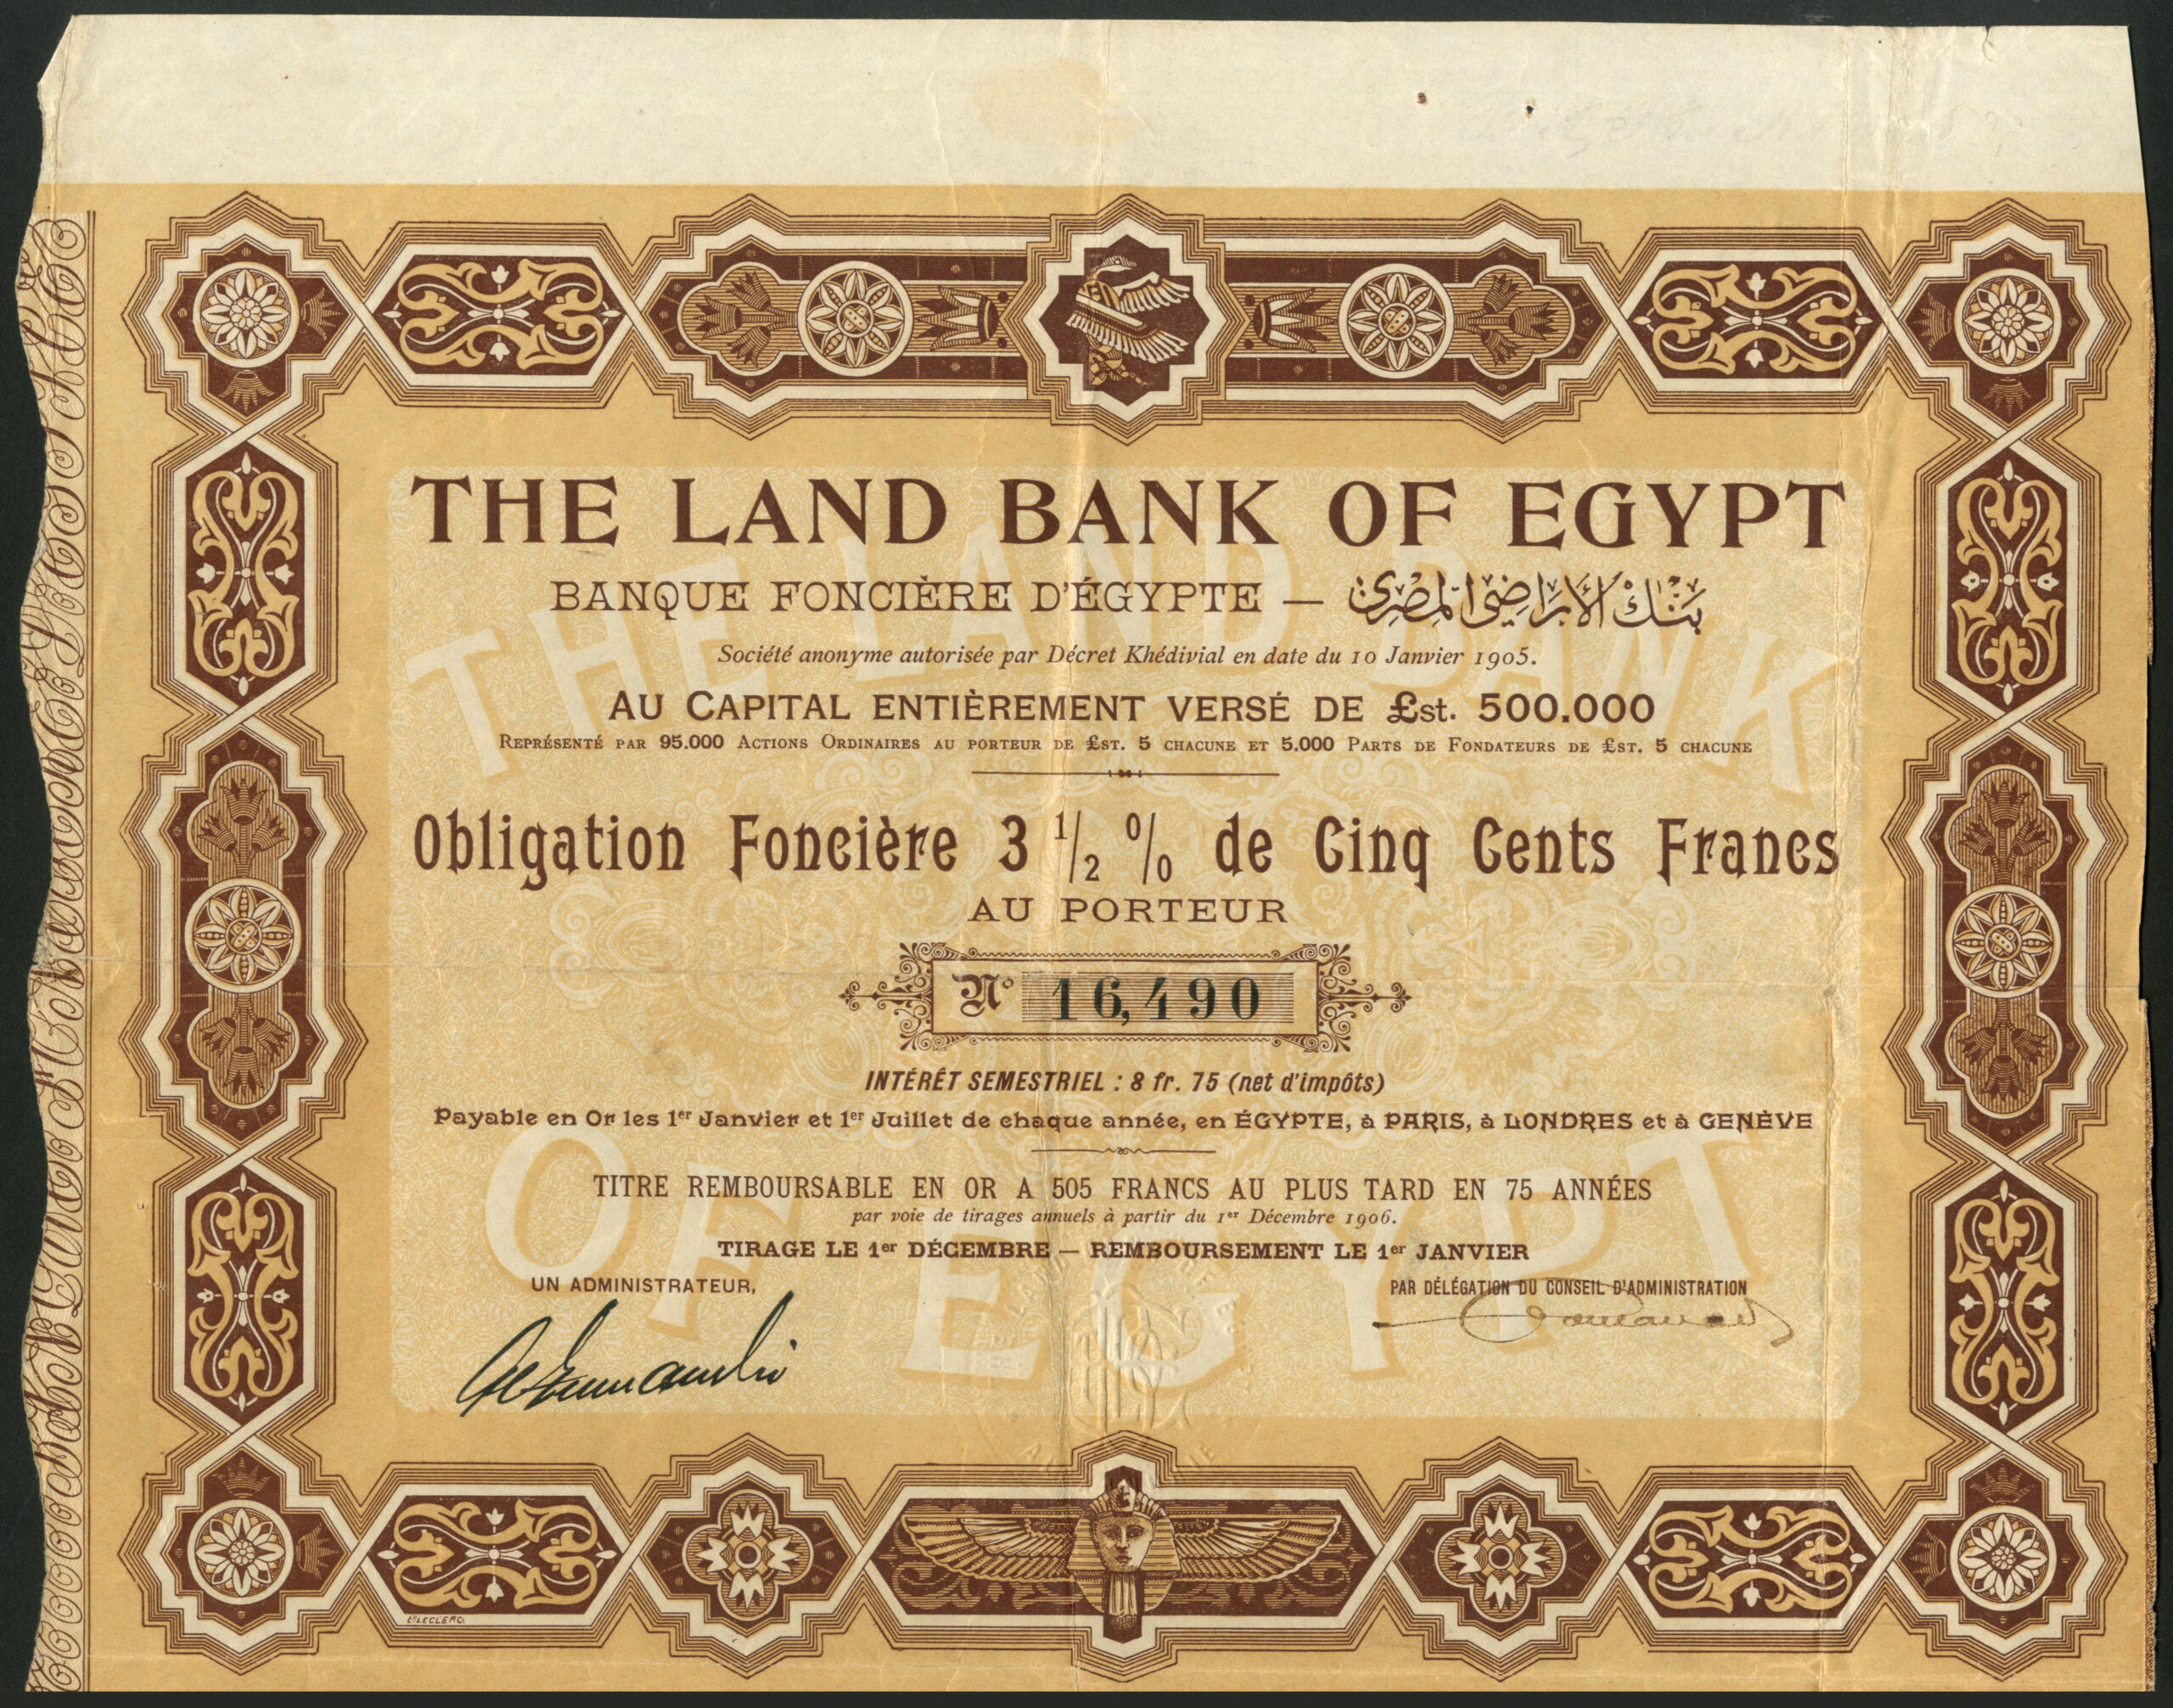 THE LAND BANK OF EGYPT
BANQUE FONCIÈRE D'ÉGYPTE — بنك الاراضى المصرى
Société anonyme autorisée par Décret Khédivial en date du 10 Janvier 1905.
AU CAPITAL ENTIÈREMENT VERSÉ DE £st. 500.000
REPRÉSENTÉ PAR 95.000 ACTIONS ORDINAIRES AU PORTEUR DE £ST. 5 CHACUNE ET 5.000 PARTS DE FONDATEURS DE £ST. 5 CHACUNE
Obligation Foncière 3 1/2 % de Cinq Cents Francs
AU PORTEUR
No 16,490
INTÉRÊT SEMESTRIEL : 8 fr. 75 (net d'impôts)
Payable en Or les 1er Janvier et 1er Juillet de chaque année, en ÉGYPTE, à PARIS, à LONDRES et à GENÈVE
TITRE REMBOURSABLE EN OR A 505 FRANCS AU PLUS TARD EN 75 ANNÉES
par voie de tirages annuels à partir du 1er Décembre 1906.
TIRAGE LE 1er DÉCEMBRE — REMBOURSEMENT LE 1er JANVIER
UN ADMINISTRATEUR,
PAR DÉLÉGATION DU CONSEIL D'ADMINISTRATION
THE LAND BANK
OF EGYPT
LS LECLERC.